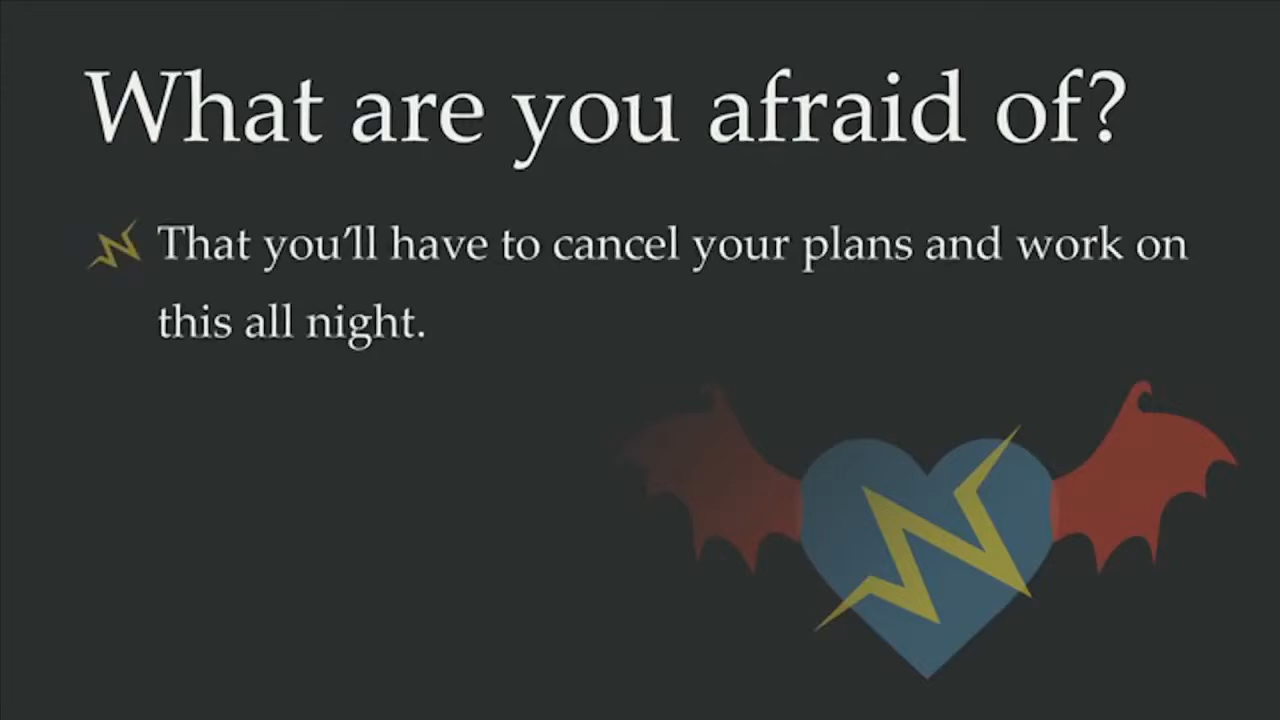 What are you afraid of?
That you’ll have to cancel your plans and work on
this all night.